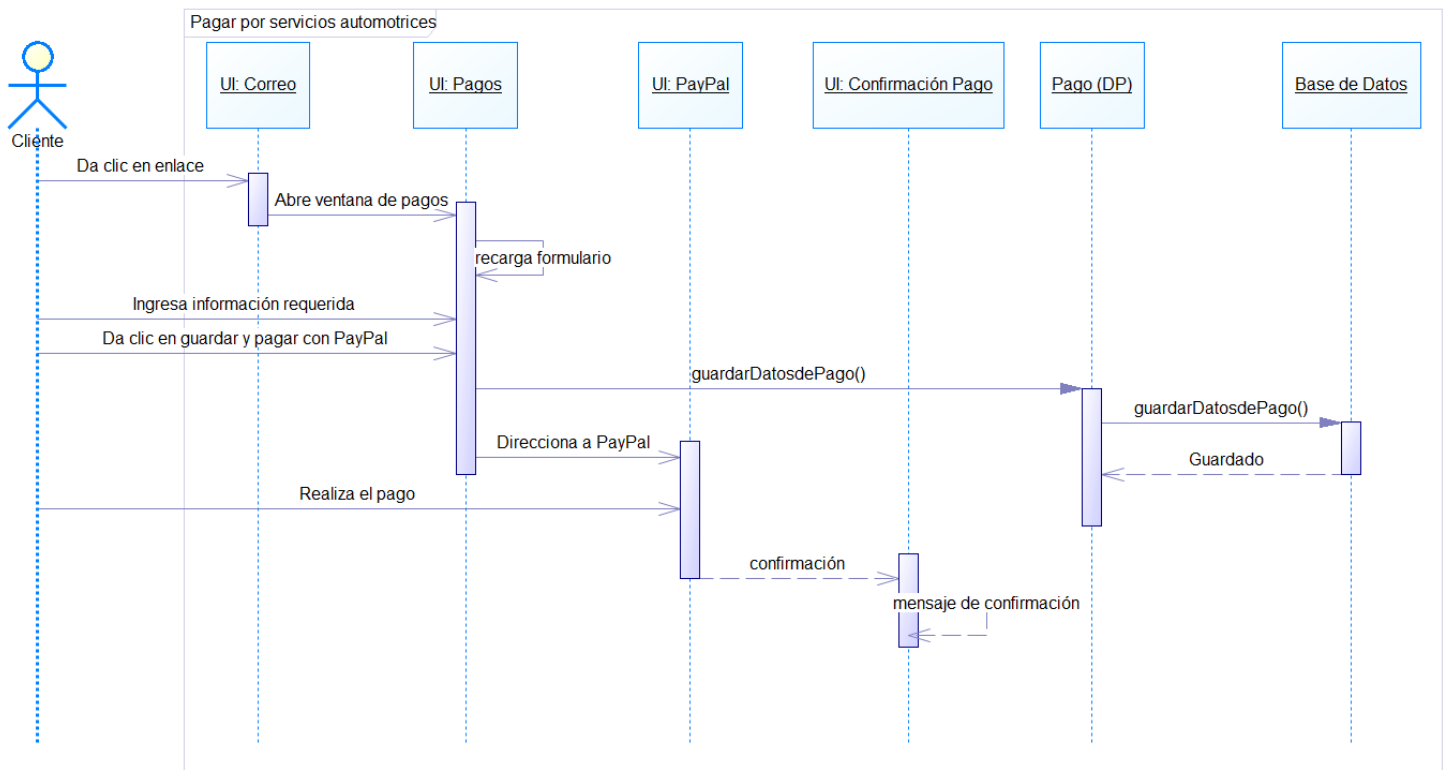 Pagar por servicios automotrices
Cliente
UI: Correo
UI: Pagos
UI: PayPal
UI: Confirmación Pago
Pago (DP)
Base de Datos
Da clic en enlace
Abre ventana de pagos
recarga formulario
Ingresa información requerida
Da clic en guardar y pagar con PayPal
guardarDatosdePago()
guardarDatosdePago()
Direcciona a PayPal
Guardado
Realiza el pago
confirmación
mensaje de confirmación